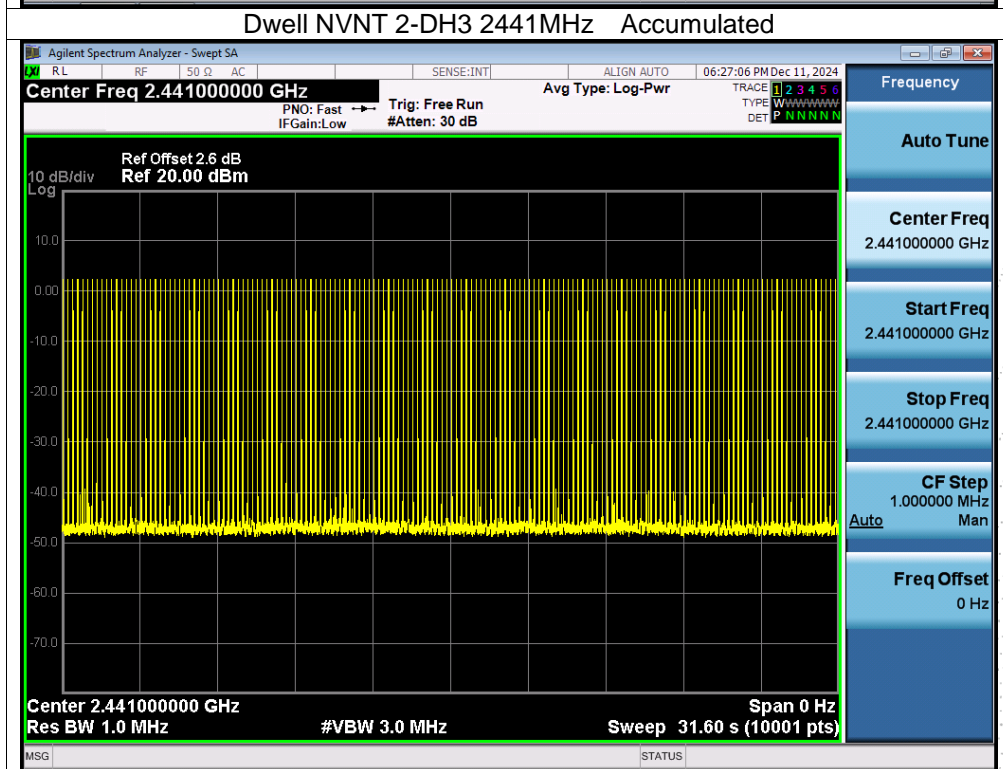 Dwell NVNT 2-DH3 2441MHz Accumulated
Agilent Spectrum Analyzer - Swept SA
LXI RL RF 50 Ω AC SENSE:INT ALIGN AUTO 06:27:06 PM Dec 11, 2024
Center Freq 2.441000000 GHz
PNO: Fast
IFGain:Low
Trig: Free Run
#Atten: 30 dB
Avg Type: Log-Pwr
TRACE 1 2 3 4 5 6
TYPE WWWWWWW
DET P N N N N N
Ref Offset 2.6 dB
10 dB/div Ref 20.00 dBm
Log
10.0
0.00
-10.0
-20.0
-30.0
-40.0
-50.0
-60.0
-70.0
Center 2.441000000 GHz Span 0 Hz
Res BW 1.0 MHz #VBW 3.0 MHz Sweep 31.60 s (10001 pts)
MSG STATUS
Frequency
Auto Tune
Center Freq
2.441000000 GHz
Start Freq
2.441000000 GHz
Stop Freq
2.441000000 GHz
CF Step
1.000000 MHz
Auto Man
Freq Offset
0 Hz